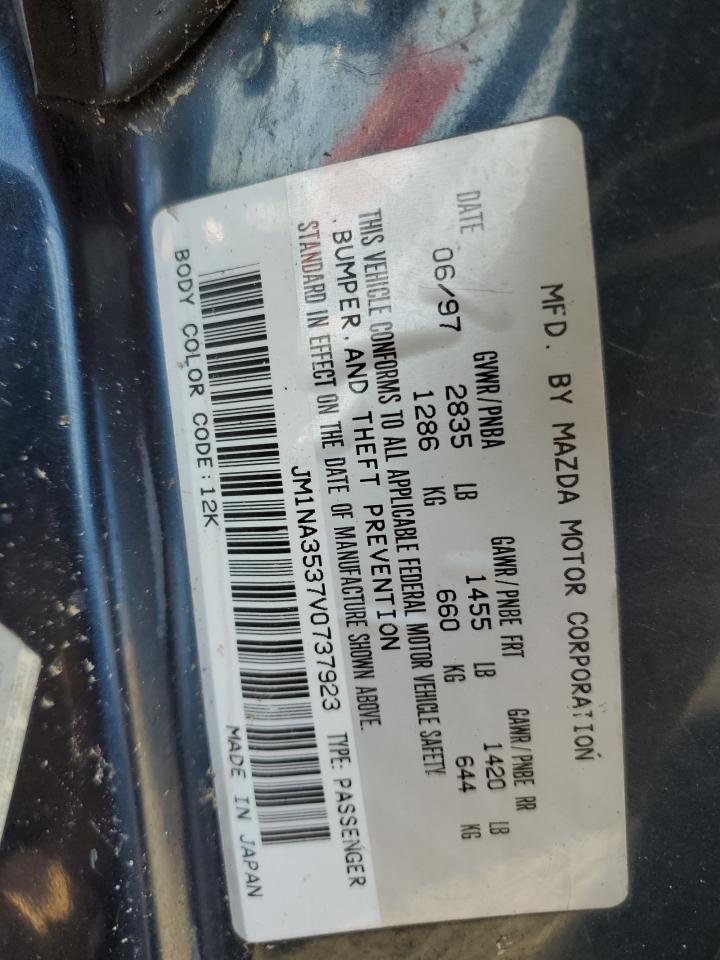 MFD. BY MAZDA MOTOR CORPORATION
DATE GVWR/PNBA GAWR/PNBE FRT GAWR/PNBE RR
06/97 2835 LB 1455 LB 1420 LB
1286 KG 660 KG 644 KG
THIS VEHICLE CONFORMS TO ALL APPLICABLE FEDERAL MOTOR VEHICLE SAFETY
. BUMPER, AND THEFT PREVENTION
STANDARD IN EFFECT ON THE DATE OF MANUFACTURE SHOWN ABOVE.
JM1NA3537V0737923 TYPE: PASSENGER
BODY COLOR CODE:12K MADE IN JAPAN